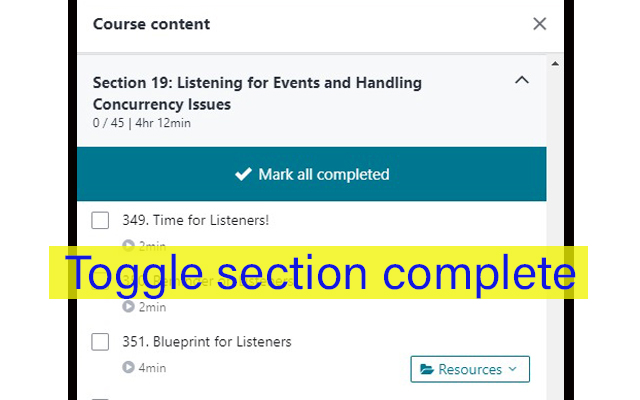 Course content
Section 19: Listening for Events and Handling
Concurrency Issues
0 / 45 | 4hr 12min
Mark all completed
349. Time for Listeners!
2min
Toggle section complete
2min
351. Blueprint for Listeners
4min
Resources